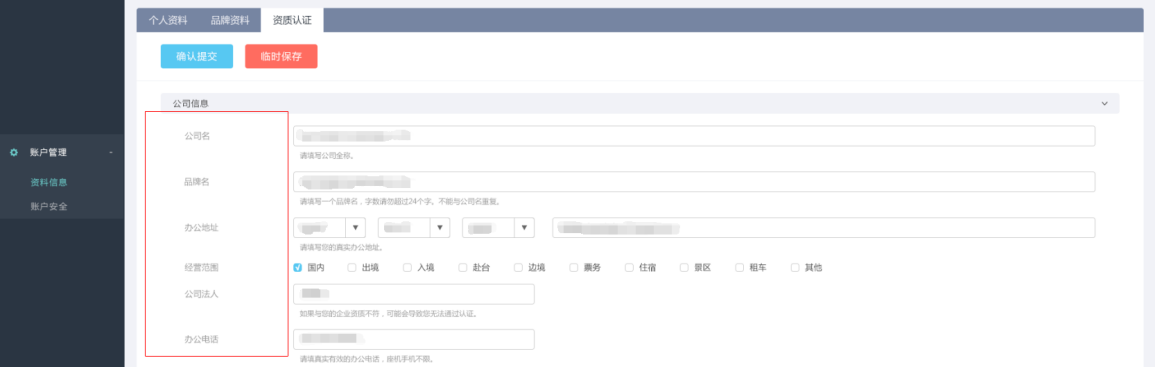 个人资料 品牌资料 资质认证
确认提交 临时保存
公司信息
账户管理
资料信息
账户安全
公司名
请填写公司全称。
品牌名
请填写一个品牌名，字数请勿超过24个字。不能与公司名重复。
办公地址
请填写您的真实办公地址。
经营范围 国内 出境 入境 赴台 边境 票务 住宿 景区 租车 其他
公司法人
如果与您的企业资质不符，可能会导致您无法通过认证。
办公电话
请填真实有效的办公电话，座机手机不限。